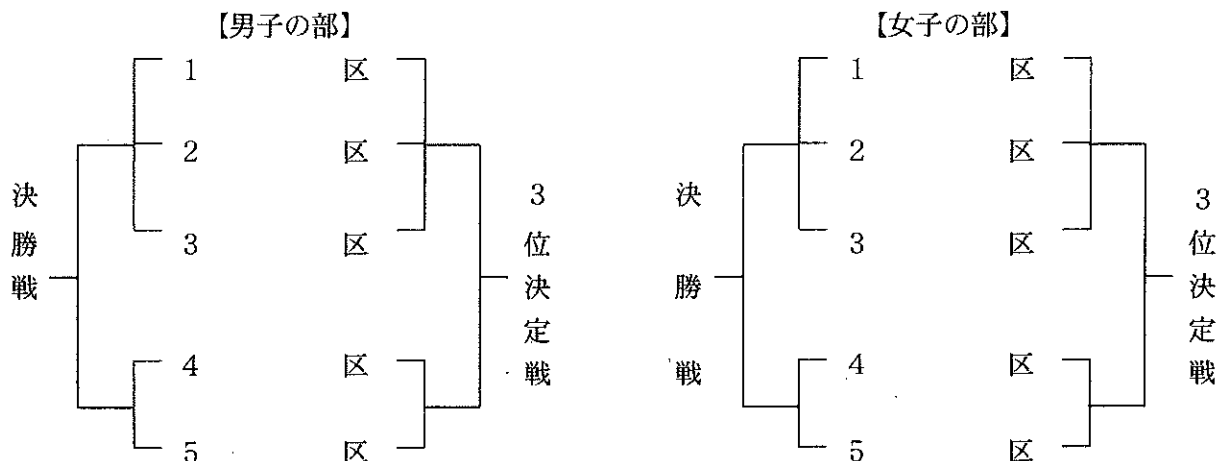 【男子の部】
1 区
2 区
3 区
4 区
5 区
決勝戦
3位決定戦
【女子の部】
1 区
2 区
3 区
4 区
5 区
決勝戦
3位決定戦